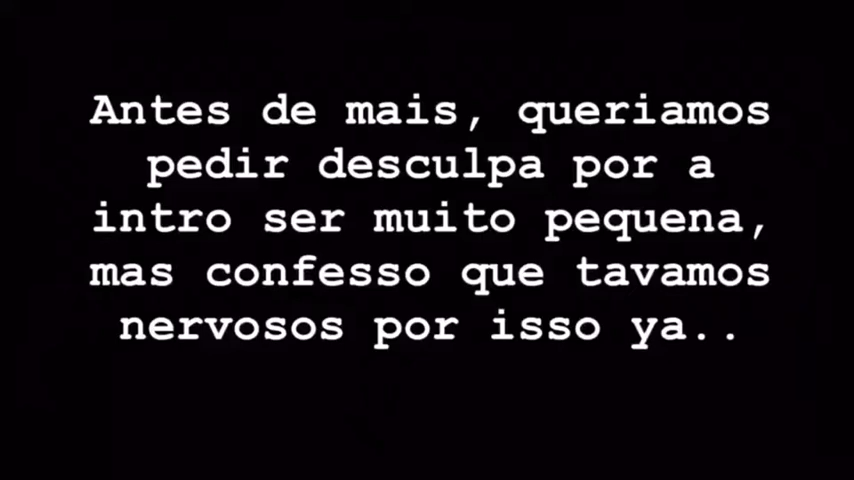 Antes de mais, queriamos
pedir desculpa por a
intro ser muito pequena,
mas confesso que tavamos
nervosos por isso ya..